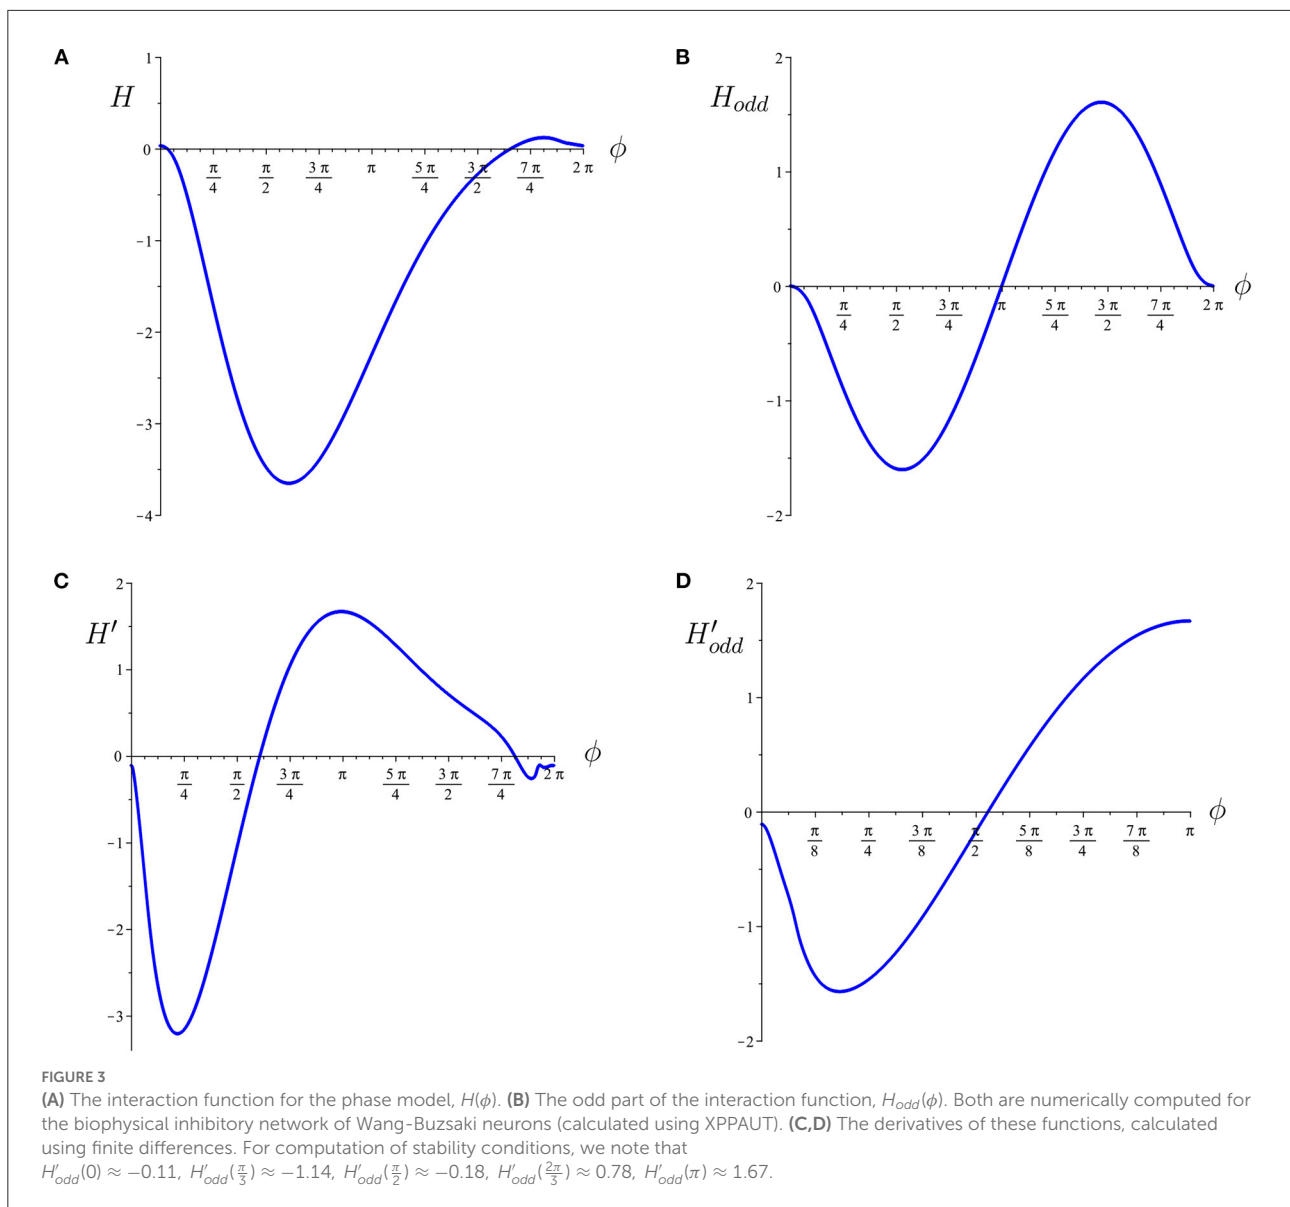 A
H
1
0
−1
−2
−3
−4
π/4 π/2 3π/4 π 5π/4 3π/2 7π/4 2π
ϕ
B
H_odd
2
1
0
−1
−2
π/4 π/2 3π/4 π 5π/4 3π/2 7π/4 2π
ϕ
C
H′
2
1
0
−1
−2
−3
π/4 π/2 3π/4 π 5π/4 3π/2 7π/4 2π
ϕ
D
H′_odd
2
1
0
−1
−2
π/8 π/4 3π/8 π/2 5π/8 3π/4 7π/8 π
ϕ
FIGURE 3
(A) The interaction function for the phase model, H(ϕ). (B) The odd part of the interaction function, H_odd(ϕ). Both are numerically computed for
the biophysical inhibitory network of Wang-Buzsaki neurons (calculated using XPPAUT). (C,D) The derivatives of these functions, calculated
using finite differences. For computation of stability conditions, we note that
H′_odd(0) ≈ −0.11, H′_odd(π/3) ≈ −1.14, H′_odd(π/2) ≈ −0.18, H′_odd(2π/3) ≈ 0.78, H′_odd(π) ≈ 1.67.